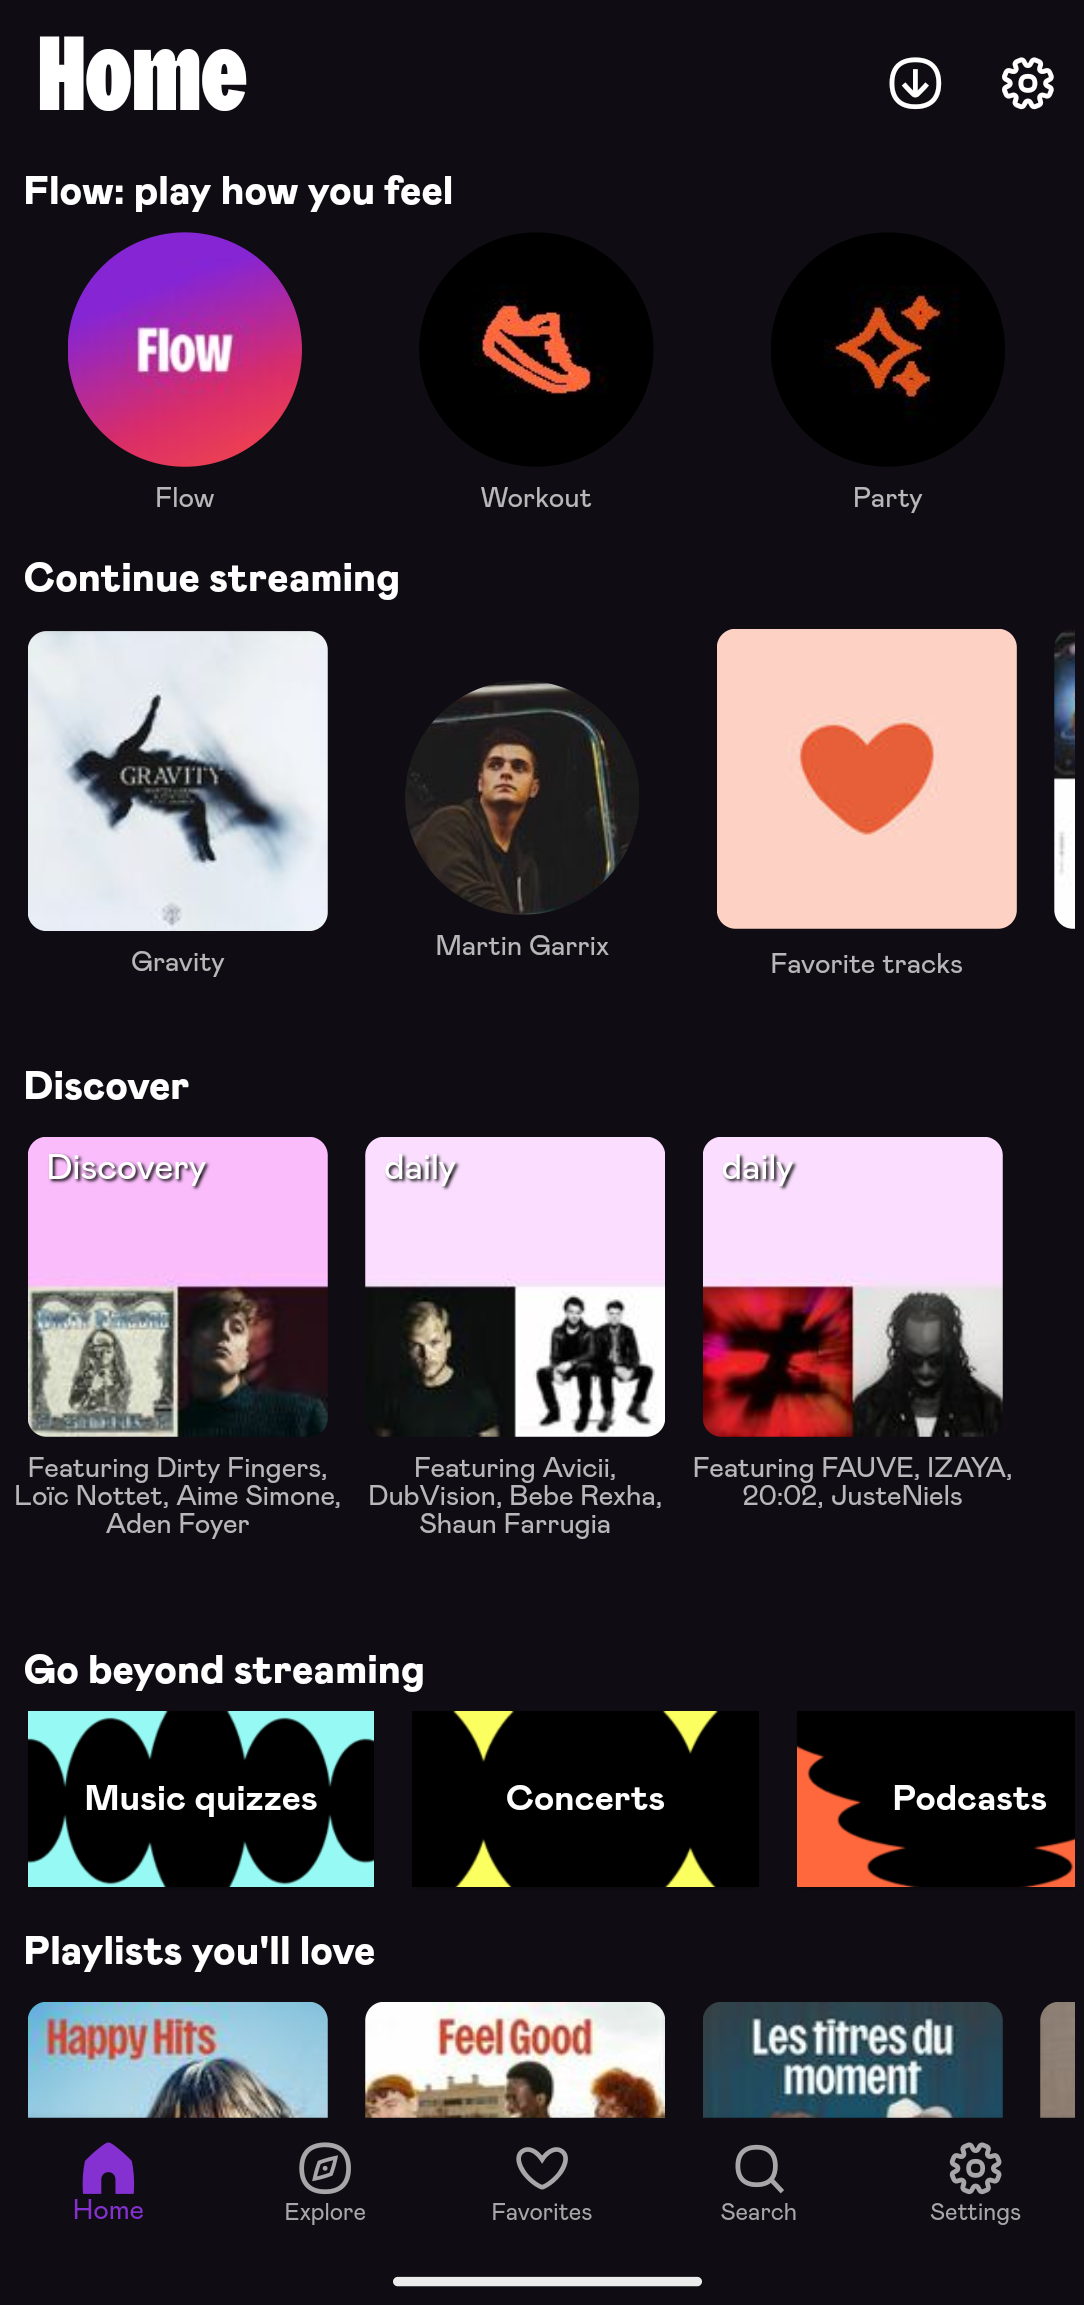 Home
Flow: play how you feel
Flow
Flow
Workout
Party
Continue streaming
GRAVITY
Gravity
Martin Garrix
Favorite tracks
Discover
Discovery
daily
daily
Featuring Dirty Fingers,
Loïc Nottet, Aime Simone,
Aden Foyer
Featuring Avicii,
DubVision, Bebe Rexha,
Shaun Farrugia
Featuring FAUVE, IZAYA,
20:02, JusteNiels
Go beyond streaming
Music quizzes
Concerts
Podcasts
Playlists you'll love
Happy Hits
Feel Good
Les titres du
moment
Home
Explore
Favorites
Search
Settings